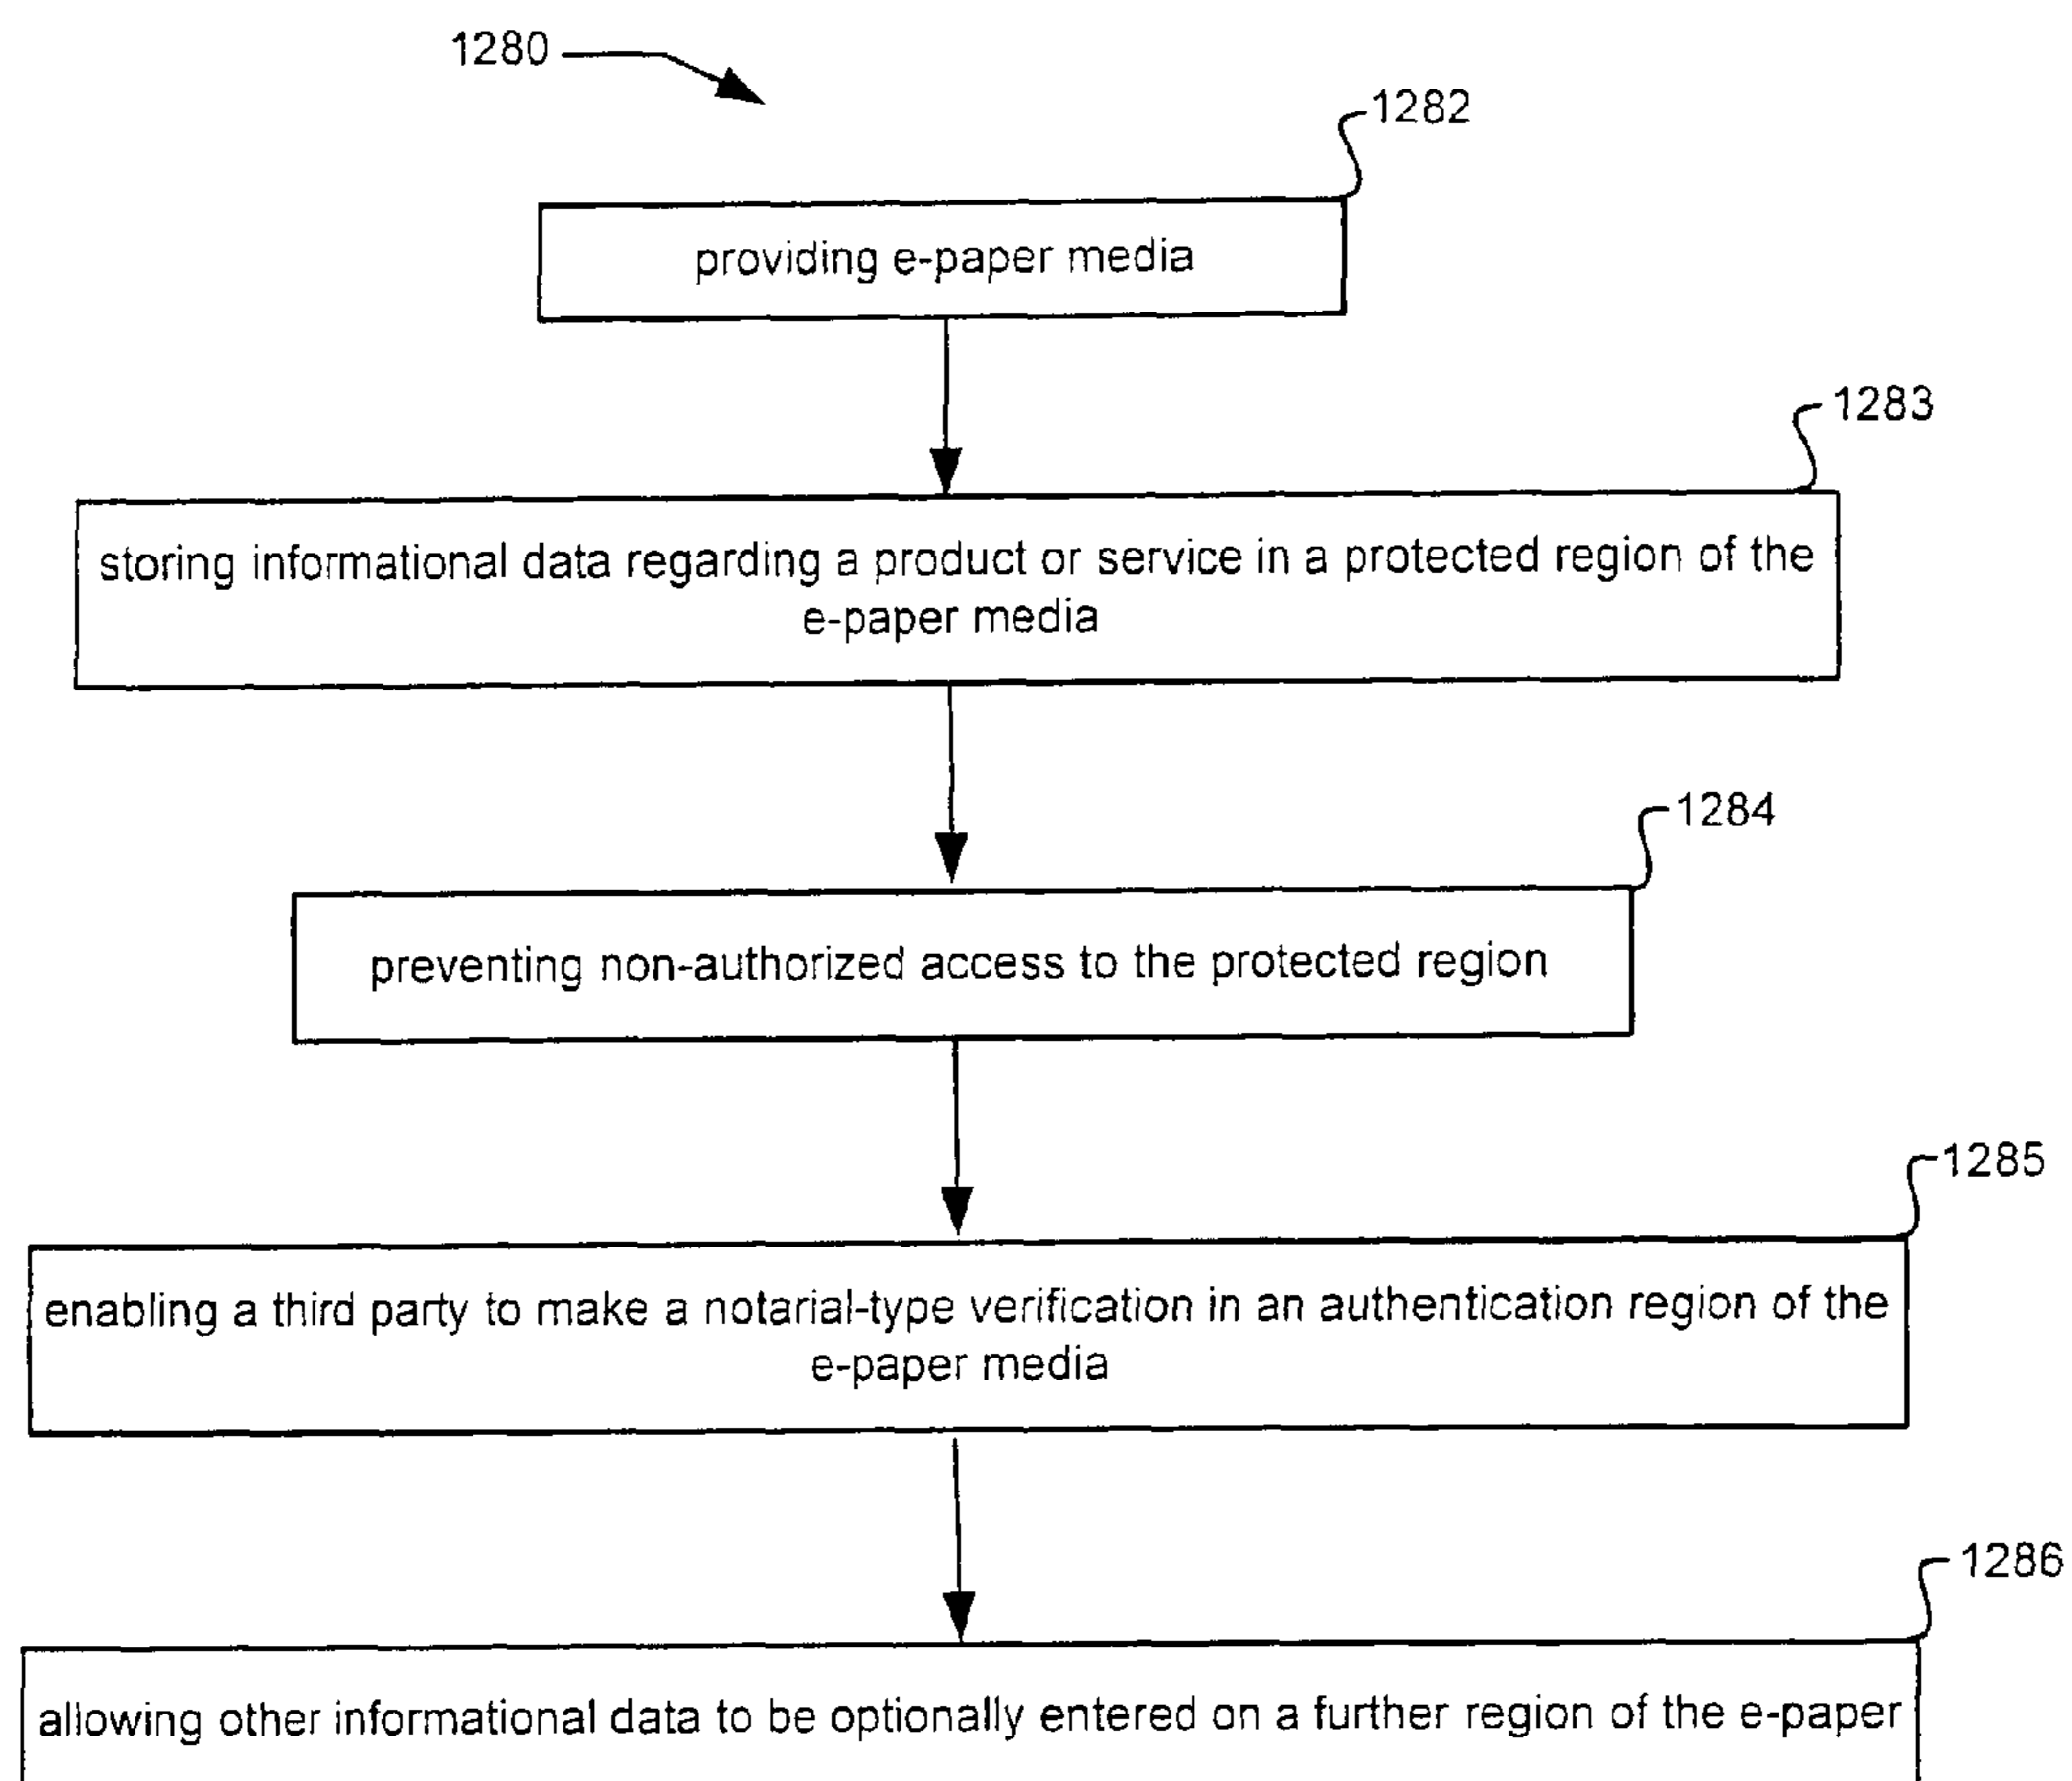 1280
1282
providing e-paper media
1283
storing informational data regarding a product or service in a protected region of the
e-paper media
1284
preventing non-authorized access to the protected region
1285
enabling a third party to make a notarial-type verification in an authentication region of the
e-paper media
1286
allowing other informational data to be optionally entered on a further region of the e-paper